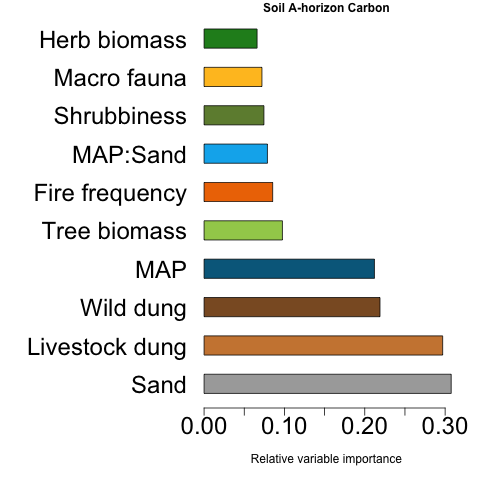 Soil A-horizon Carbon
Herb biomass
Macro fauna
Shrubbiness
MAP:Sand
Fire frequency
Tree biomass
MAP
Wild dung
Livestock dung
Sand
0.00 0.10 0.20 0.30
Relative variable importance